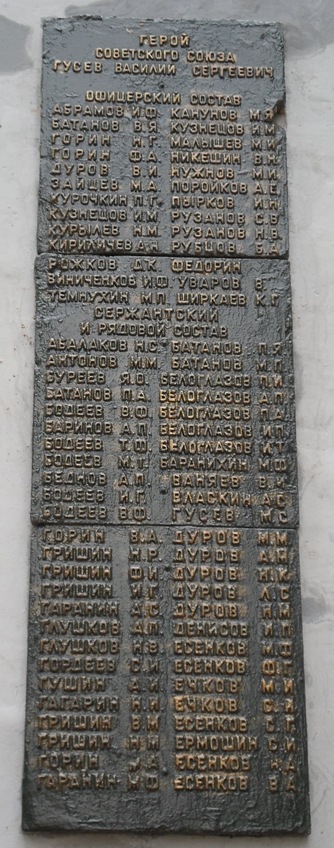 ГЕРОЙ
СОВЕТСКОГО СОЮЗА
ГУСЕВ ВАСИЛИЙ СЕРГЕЕВИЧ
ОФИЦЕРСКИЙ СОСТАВ
АБРАМОВ И.Ф. КАНУНОВ М.Я.
БАТАНОВ В.Я. КУЗНЕЦОВ И.М.
ГОРИН Н.Г. МАЛЫШЕВ М.И.
ГОРИН Ф.А. НИКЕШИН В.Н.
ДУРОВ В.И. НУЖНОВ М.И.
ЗАЙЦЕВ М.А. ПОРОЙКОВ А.Е.
КУРОЧКИН П.Г. ПЫРКОВ И.Н.
КУЗНЕЦОВ И.М. РУЗАНОВ С.В.
КУРЫЛЕВ Н.М. РУЗАНОВ Н.В.
КИРИЛИЧЕВ А.Н. РУБЦОВ Б.А.
РОЖКОВ Д.К. ФЕДОРИН
ВИНИЧЕНКОВ И.Ф. УВАРОВ В.
ТЕМНУХИН М.П. ШИРКАЕВ К.Г.
СЕРЖАНТСКИЙ
И РЯДОВОЙ СОСТАВ
АБАЛАКОВ Н.С. БАТАНОВ П.Я.
АНТОНОВ М.М. БАТАНОВ М.П.
БУРЕЕВ Я.О. БЕЛОГЛАЗОВ П.И.
БАТАНОВ П.А. БЕЛОГЛАЗОВ А.П.
БОДЕЕВ В.Ф. БЕЛОГЛАЗОВ П.А.
БАРИНОВ А.П. БЕЛОГЛАЗОВ И.П.
БОДЕЕВ Т.Ф. БЕЛОГЛАЗОВ И.Т.
БОДЕЕВ М.Т. БАРАНИХИН М.Ф.
БЕДНОВ А.П. ВАНЯЕВ В.И.
БОДЕЕВ И.Г. ВЛАСКИН А.С.
БОДЕЕВ В.Ф. ГУСЕВ М.С.
ГОРИН В.А. ДУРОВ М.М.
ГРИШИН Н.Р. ДУРОВ
ГРИШИН Ф.И. ДУРОВ Н.К.
ГРИШИН И.Г. ДУРОВ Л.С.
ГАРАНИН А.С. ДУРОВ Н.М.
ГЛУШКОВ А.П. ДЕНИСОВ И.П.
ГЛУШКОВ Н.В. ЕСЕНКОВ М.Ф.
ГОРДЕЕВ С.И. ЕСЕНКОВ Ф.Г.
ГУШИН А.И. ЕЧКОВ М.И.
ГАГАРИН Н.И. ЕЧКОВ С.И.
ГРИШИН В.М. ЕСЕНКОВ С.Г.
ГРИШИН Н.М. ЕРМОШИН С.И.
ГОРИН ЕСЕНКОВ Н.А.
ГАРАНИН М.Ф. ЕСЕНКОВ В.А.